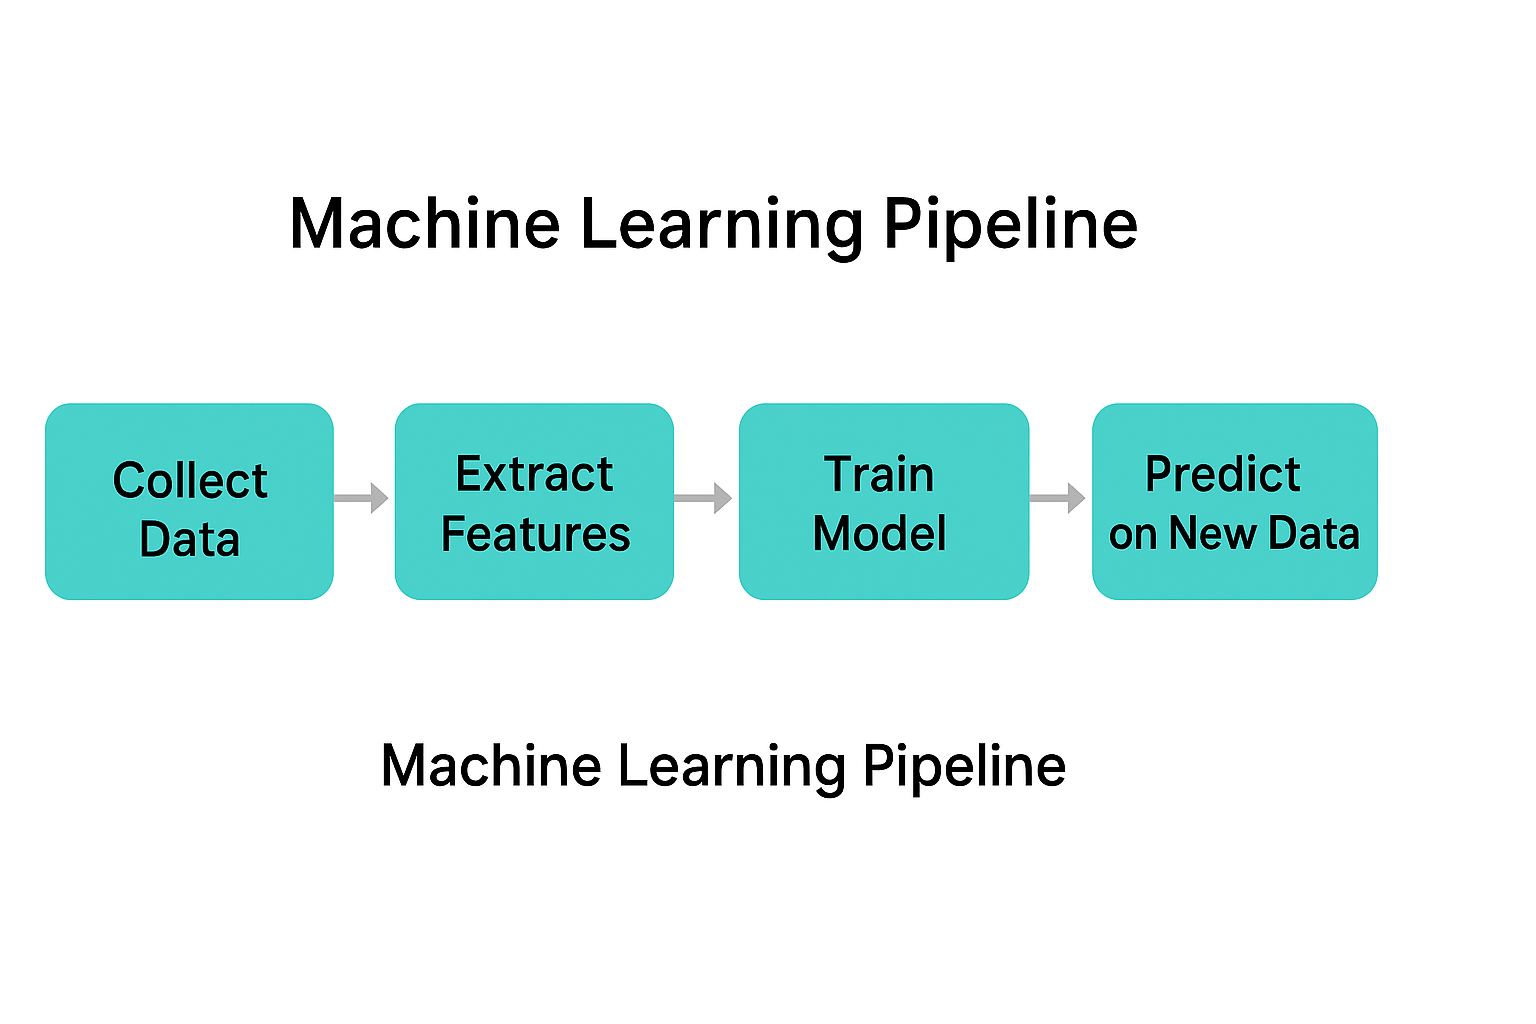 Machine Learning Pipeline
Collect
Data
Extract
Features
Train
Model
Predict
on New Data
Machine Learning Pipeline